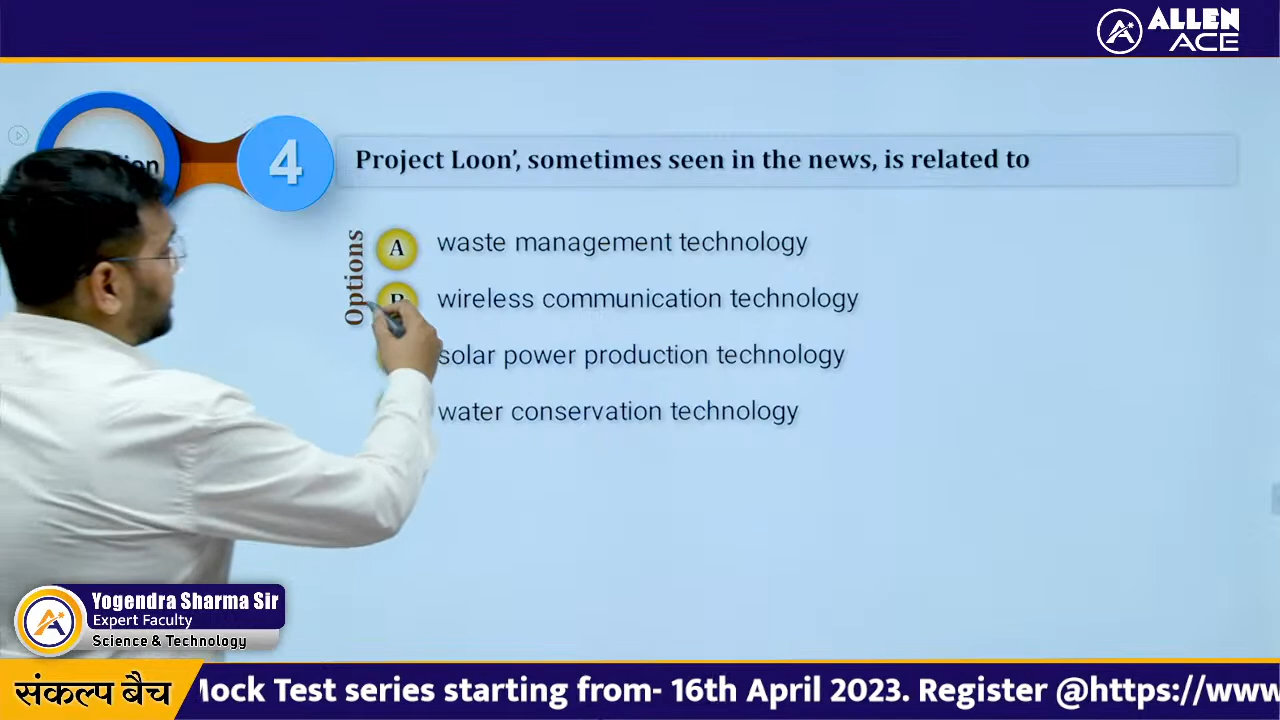 ALLEN
ACE
4
Project Loon’, sometimes seen in the news, is related to
Options
A waste management technology
B wireless communication technology
solar power production technology
water conservation technology
Yogendra Sharma Sir
Expert Faculty
Science & Technology
संकल्प बैच
Mock Test series starting from- 16th April 2023. Register @https://www